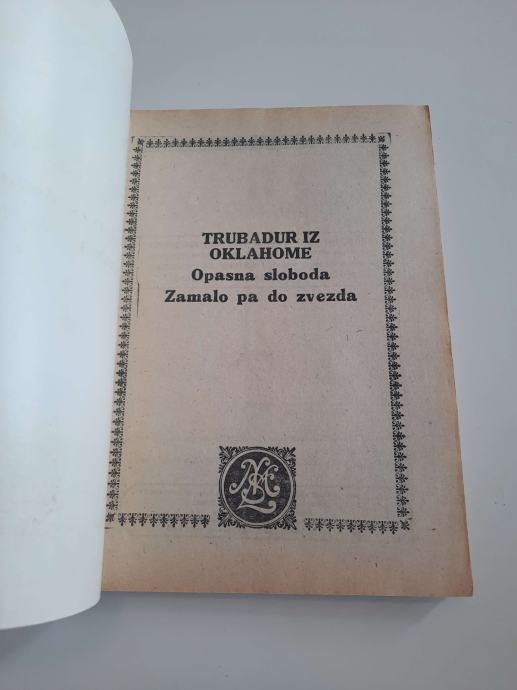 TRUBADUR IZ
OKLAHOME
Opasna sloboda
Zamalo pa do zvezda